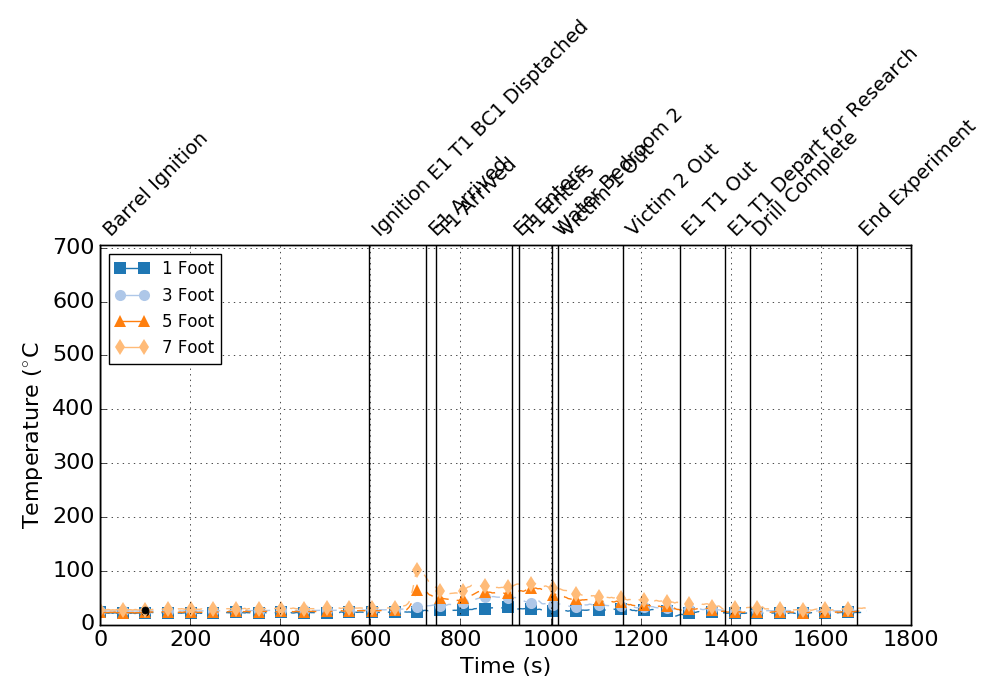 Barrel Ignition
Ignition E1 T1 BC1 Disptached
E1 Arrived
T1 Arrived
E1 Enters
T1 Enters
Water Bedroom 2
Victim 1 Out
Victim 2 Out
E1 T1 Out
E1 T1 Depart for Research
Drill Complete
End Experiment
700
600
500
400
300
200
100
0
Temperature (°C
1 Foot
3 Foot
5 Foot
7 Foot
0 200 400 600 800 1000 1200 1400 1600 1800
Time (s)